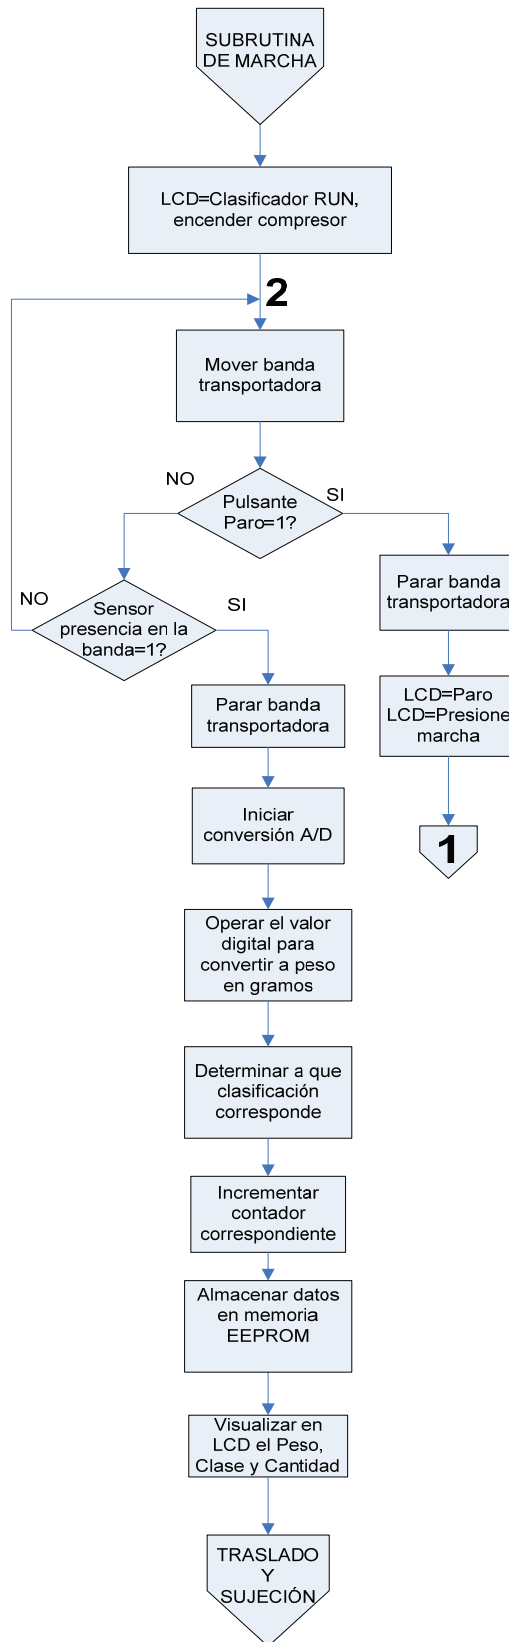 SUBRUTINA
DE MARCHA
LCD=Clasificador RUN,
encender compresor
2
Mover banda
transportadora
NO
SI
Pulsante
Paro=1?
NO
SI
Sensor
presencia en la
banda=1?
Parar banda
transportadora
LCD=Paro
LCD=Presione
marcha
1
Parar banda
transportadora
Iniciar
conversión A/D
Operar el valor
digital para
convertir a peso
en gramos
Determinar a que
clasificación
corresponde
Incrementar
contador
correspondiente
Almacenar datos
en memoria
EEPROM
Visualizar en
LCD el Peso,
Clase y Cantidad
TRASLADO
Y
SUJECIÓN